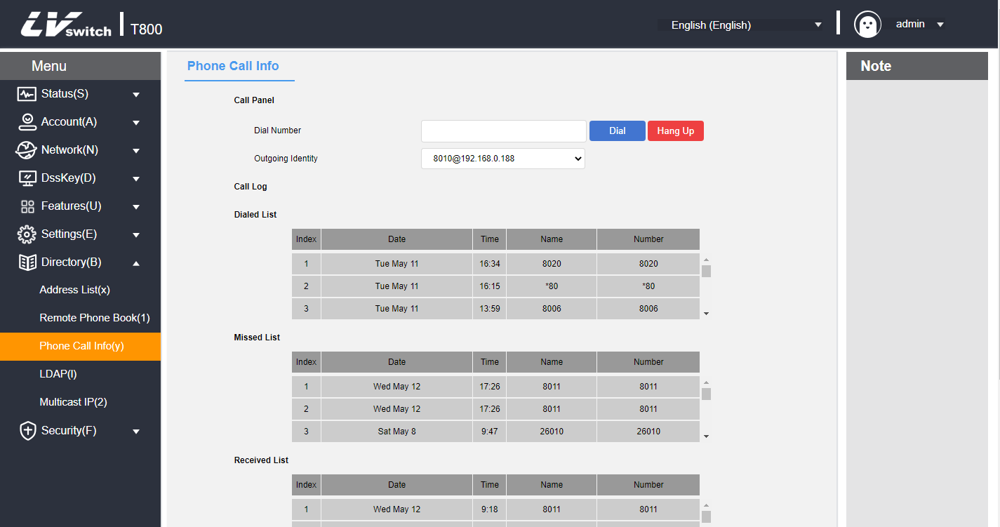 LVswitch T800
English (English)
admin
Menu
Status(S)
Account(A)
Network(N)
DssKey(D)
Features(U)
Settings(E)
Directory(B)
Address List(x)
Remote Phone Book(1)
Phone Call Info(y)
LDAP(l)
Multicast IP(2)
Security(F)
Phone Call Info
Call Panel
Dial Number Dial Hang Up
Outgoing Identity 8010@192.168.0.188
Call Log
Dialed List
Index Date Time Name Number
1 Tue May 11 16:34 8020 8020
2 Tue May 11 16:15 *80 *80
3 Tue May 11 13:59 8006 8006
Missed List
Index Date Time Name Number
1 Wed May 12 17:26 8011 8011
2 Wed May 12 17:26 8011 8011
3 Sat May 8 9:47 26010 26010
Received List
Index Date Time Name Number
1 Wed May 12 9:18 8011 8011
Note